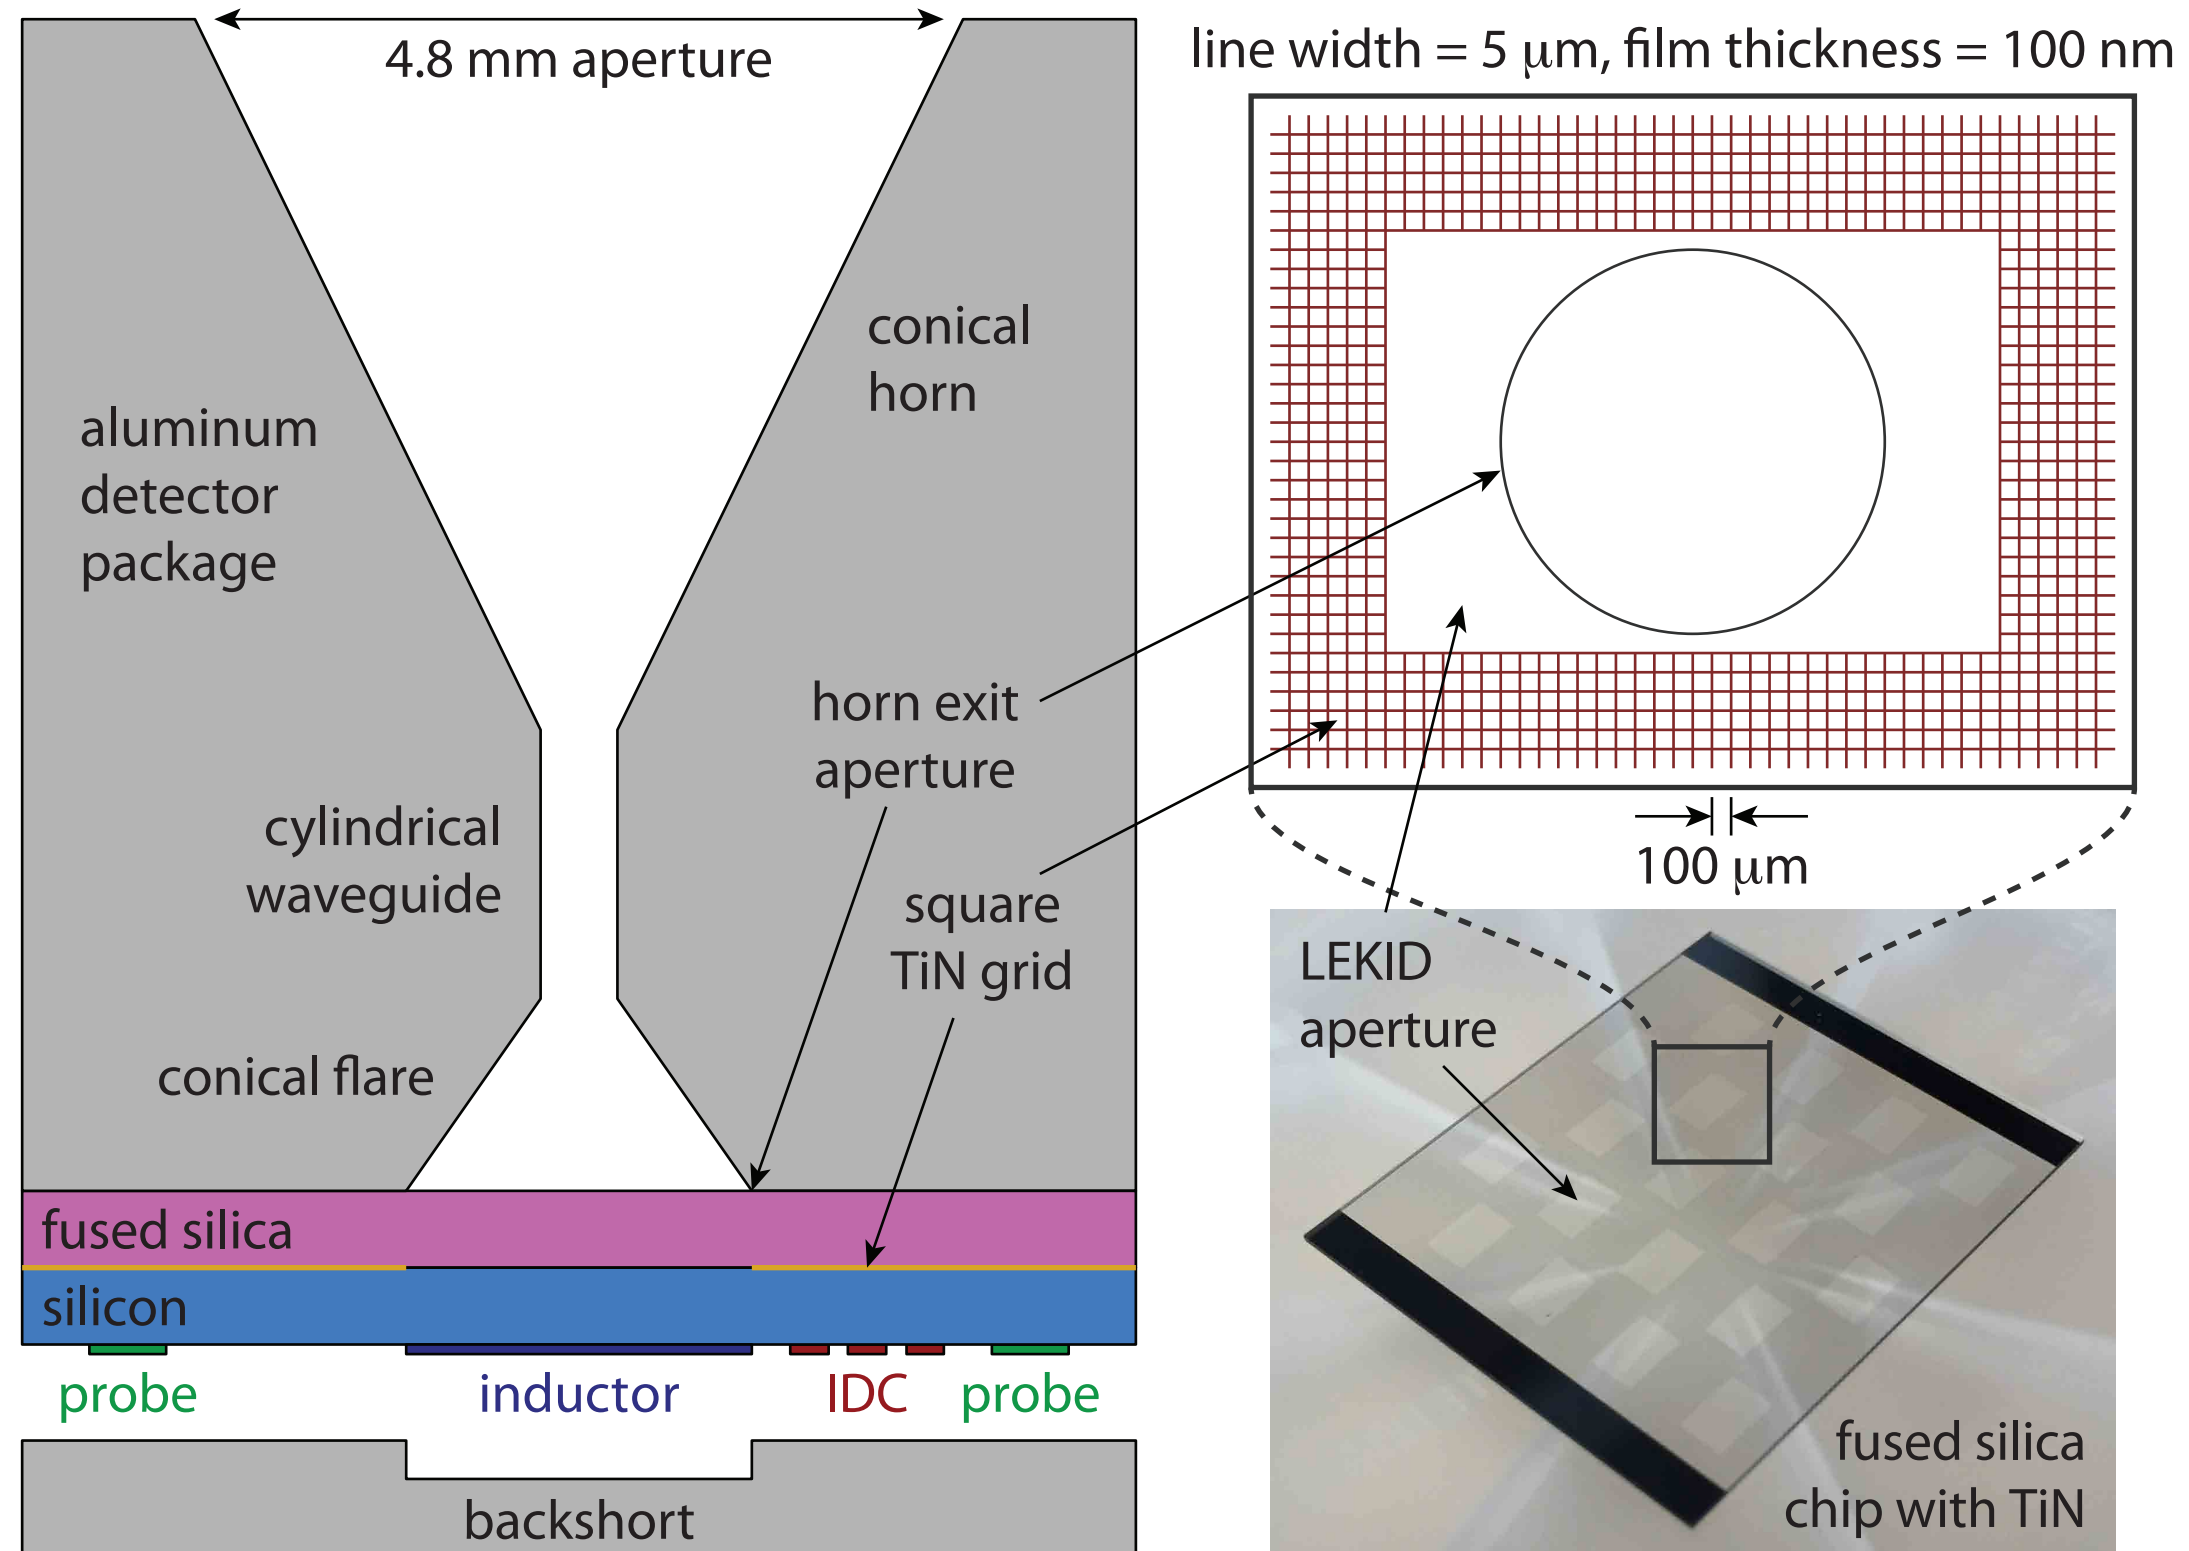 4.8 mm aperture
conical
horn
aluminum
detector
package
horn exit
aperture
cylindrical
waveguide
square
TiN grid
conical flare
fused silica
silicon
probe
inductor
IDC
probe
backshort
line width = 5 μm, film thickness = 100 nm
100 μm
LEKID
aperture
fused silica
chip with TiN